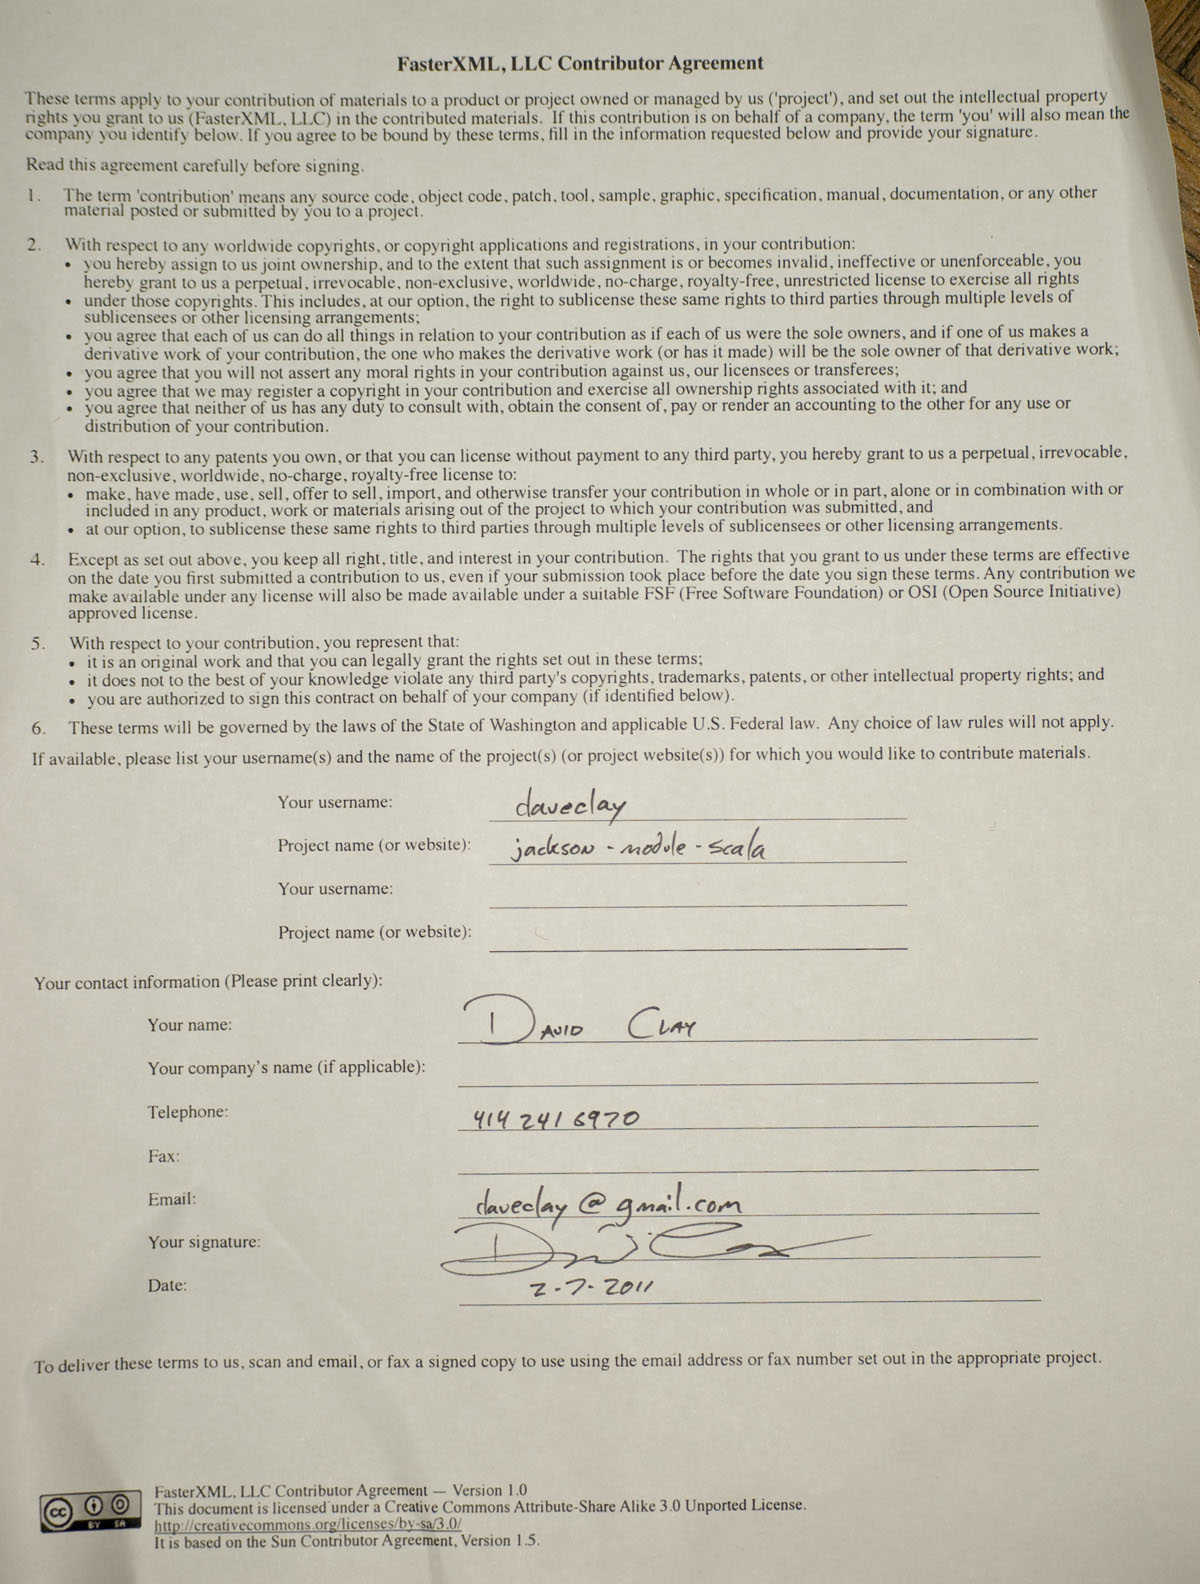 FasterXML, LLC Contributor Agreement
These terms apply to your contribution of materials to a product or project owned or managed by us ('project'), and set out the intellectual property
rights you grant to us (FasterXML, LLC) in the contributed materials. If this contribution is on behalf of a company, the term 'you' will also mean the
company you identify below. If you agree to be bound by these terms, fill in the information requested below and provide your signature.
Read this agreement carefully before signing.
1. The term 'contribution' means any source code, object code, patch, tool, sample, graphic, specification, manual, documentation, or any other
material posted or submitted by you to a project.
2. With respect to any worldwide copyrights, or copyright applications and registrations, in your contribution:
• you hereby assign to us joint ownership, and to the extent that such assignment is or becomes invalid, ineffective or unenforceable, you
hereby grant to us a perpetual, irrevocable, non-exclusive, worldwide, no-charge, royalty-free, unrestricted license to exercise all rights
• under those copyrights. This includes, at our option, the right to sublicense these same rights to third parties through multiple levels of
sublicensees or other licensing arrangements;
• you agree that each of us can do all things in relation to your contribution as if each of us were the sole owners, and if one of us makes a
derivative work of your contribution, the one who makes the derivative work (or has it made) will be the sole owner of that derivative work;
• you agree that you will not assert any moral rights in your contribution against us, our licensees or transferees;
• you agree that we may register a copyright in your contribution and exercise all ownership rights associated with it; and
• you agree that neither of us has any duty to consult with, obtain the consent of, pay or render an accounting to the other for any use or
distribution of your contribution.
3. With respect to any patents you own, or that you can license without payment to any third party, you hereby grant to us a perpetual, irrevocable,
non-exclusive, worldwide, no-charge, royalty-free license to:
• make, have made, use, sell, offer to sell, import, and otherwise transfer your contribution in whole or in part, alone or in combination with or
included in any product, work or materials arising out of the project to which your contribution was submitted, and
• at our option, to sublicense these same rights to third parties through multiple levels of sublicensees or other licensing arrangements.
4. Except as set out above, you keep all right, title, and interest in your contribution. The rights that you grant to us under these terms are effective
on the date you first submitted a contribution to us, even if your submission took place before the date you sign these terms. Any contribution we
make available under any license will also be made available under a suitable FSF (Free Software Foundation) or OSI (Open Source Initiative)
approved license.
5. With respect to your contribution, you represent that:
• it is an original work and that you can legally grant the rights set out in these terms;
• it does not to the best of your knowledge violate any third party's copyrights, trademarks, patents, or other intellectual property rights; and
• you are authorized to sign this contract on behalf of your company (if identified below).
6. These terms will be governed by the laws of the State of Washington and applicable U.S. Federal law. Any choice of law rules will not apply.
If available, please list your username(s) and the name of the project(s) (or project website(s)) for which you would like to contribute materials.
Your username: daveclay
Project name (or website): jackson-module-scala
Your username:
Project name (or website):
Your contact information (Please print clearly):
Your name: David Clay
Your company's name (if applicable):
Telephone: 414 241 6970
Fax:
Email: daveclay@gmail.com
Your signature:
Date: 2-7-2011
To deliver these terms to us, scan and email, or fax a signed copy to use using the email address or fax number set out in the appropriate project.
cc BY SA
FasterXML, LLC Contributor Agreement — Version 1.0
This document is licensed under a Creative Commons Attribute-Share Alike 3.0 Unported License.
http://creativecommons.org/licenses/by-sa/3.0/
It is based on the Sun Contributor Agreement, Version 1.5.